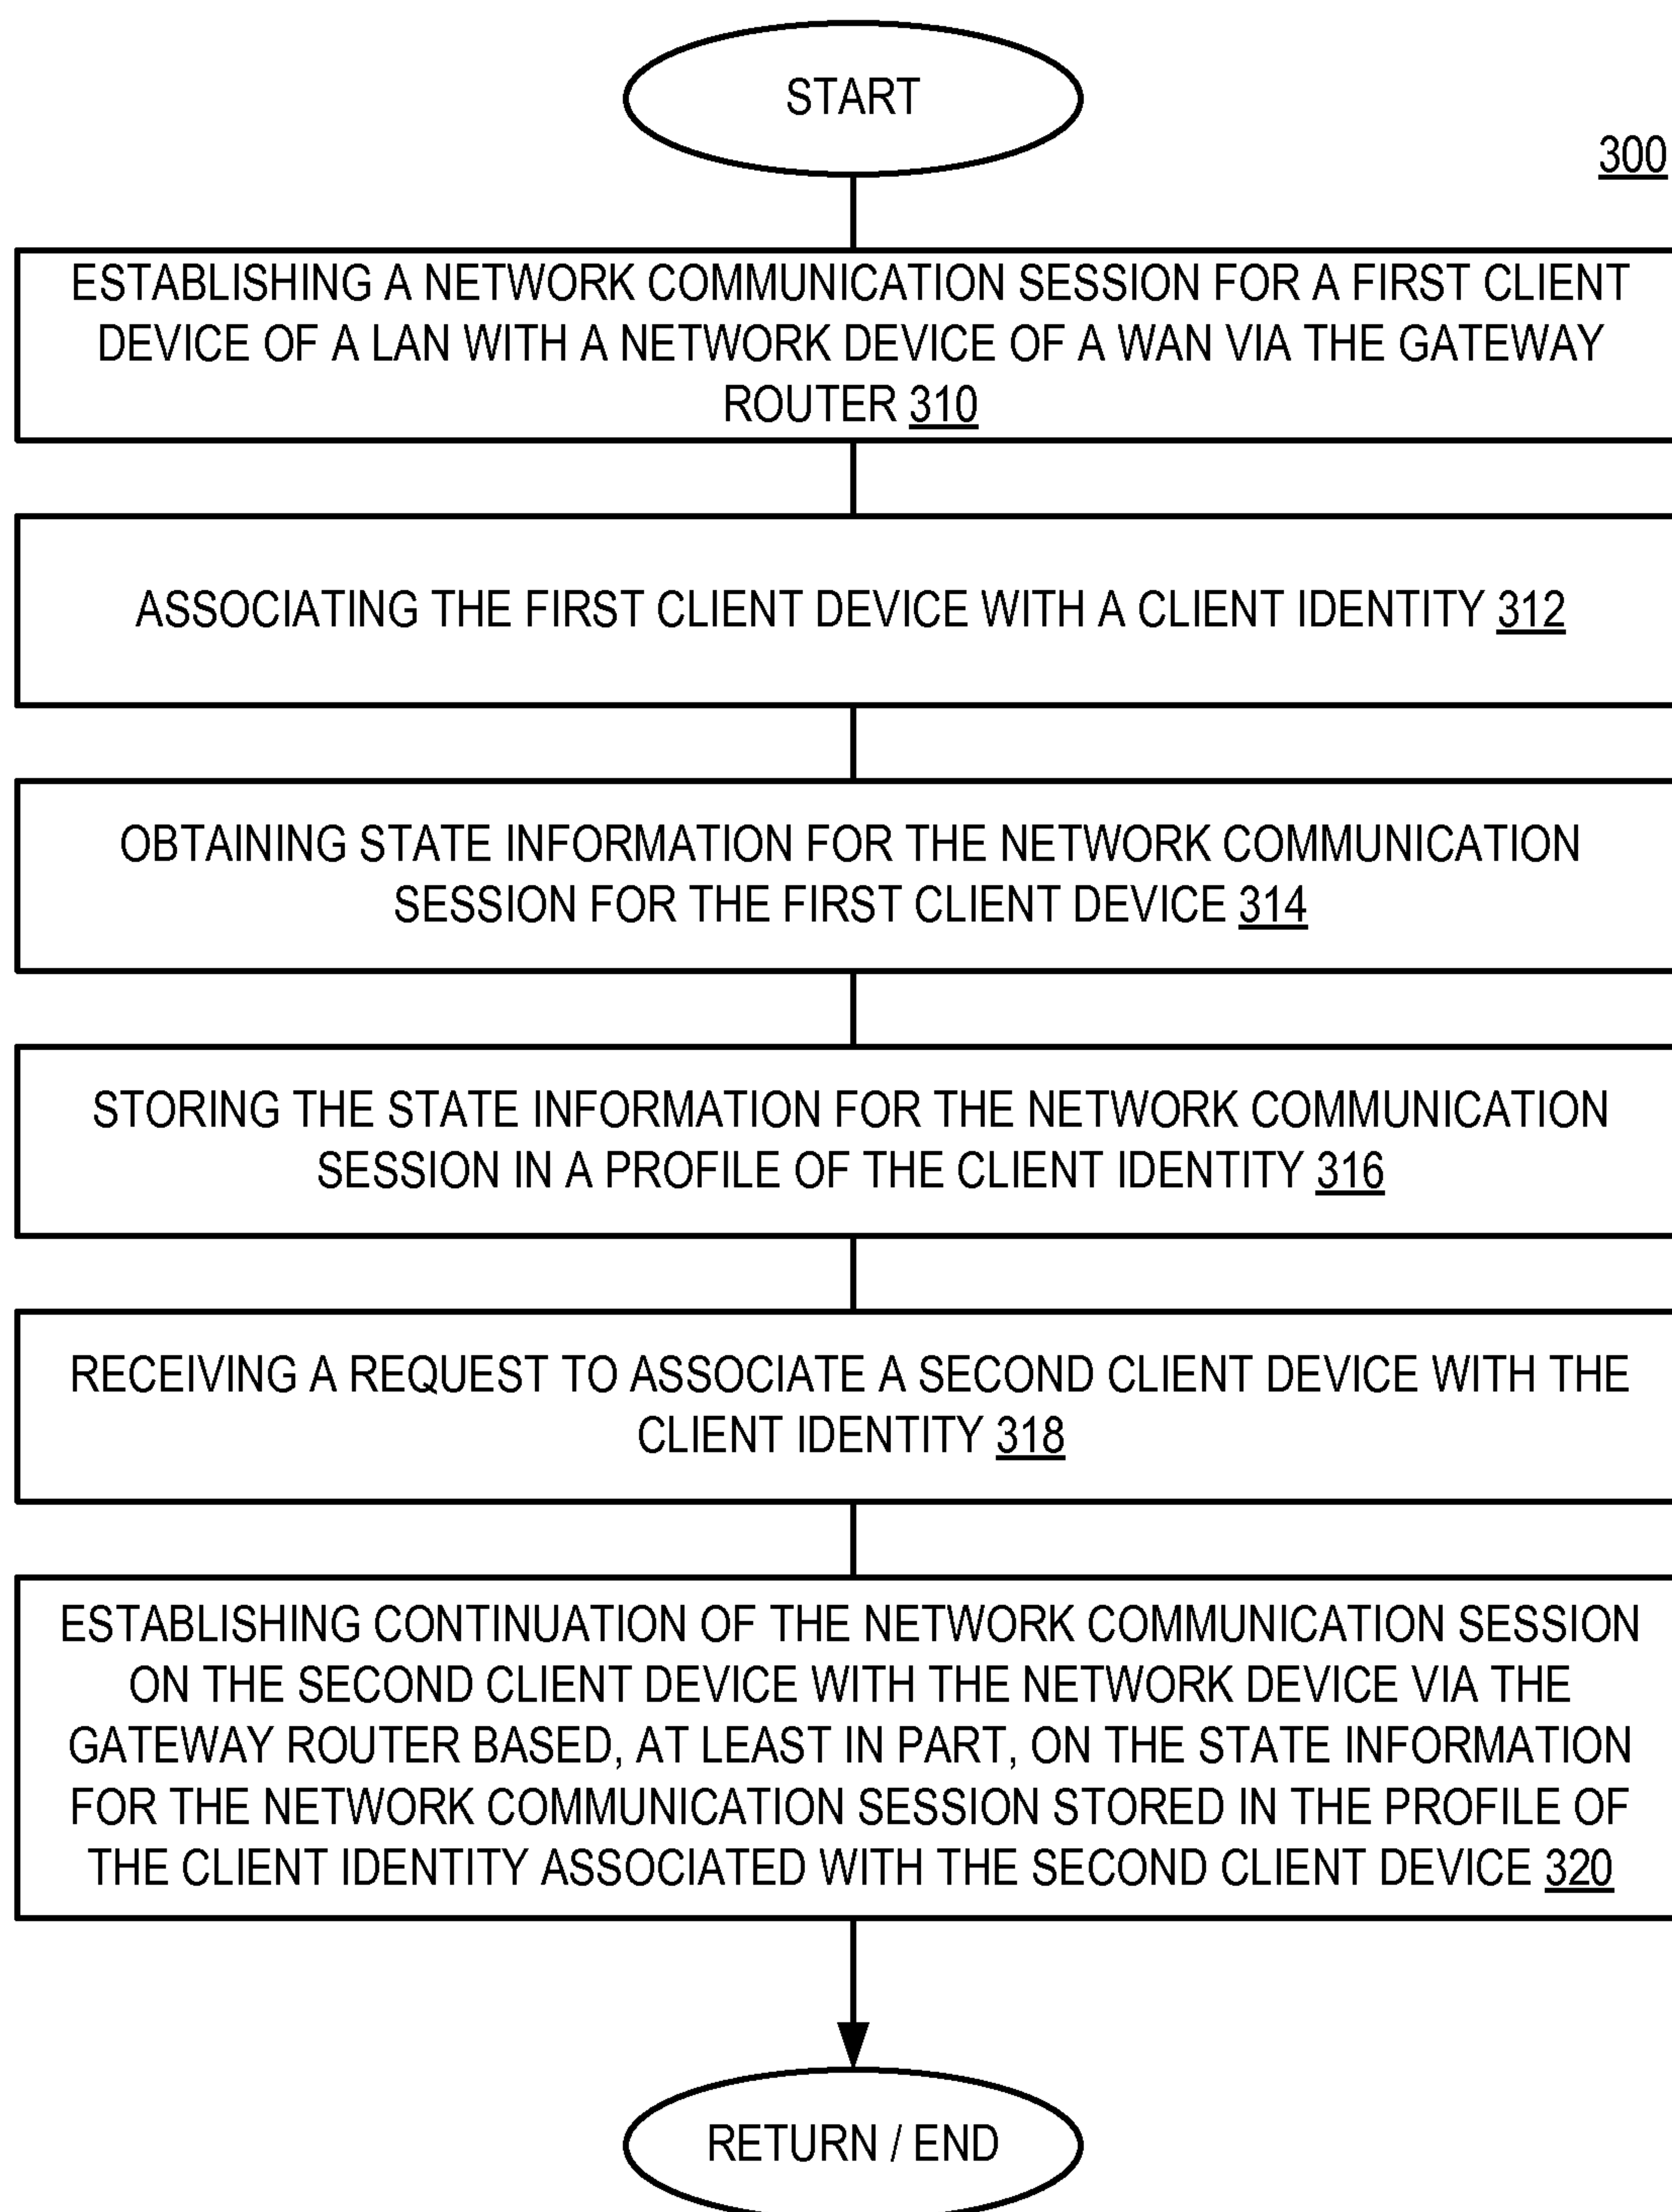 START
300
ESTABLISHING A NETWORK COMMUNICATION SESSION FOR A FIRST CLIENT
DEVICE OF A LAN WITH A NETWORK DEVICE OF A WAN VIA THE GATEWAY
ROUTER 310
ASSOCIATING THE FIRST CLIENT DEVICE WITH A CLIENT IDENTITY 312
OBTAINING STATE INFORMATION FOR THE NETWORK COMMUNICATION
SESSION FOR THE FIRST CLIENT DEVICE 314
STORING THE STATE INFORMATION FOR THE NETWORK COMMUNICATION
SESSION IN A PROFILE OF THE CLIENT IDENTITY 316
RECEIVING A REQUEST TO ASSOCIATE A SECOND CLIENT DEVICE WITH THE
CLIENT IDENTITY 318
ESTABLISHING CONTINUATION OF THE NETWORK COMMUNICATION SESSION
ON THE SECOND CLIENT DEVICE WITH THE NETWORK DEVICE VIA THE
GATEWAY ROUTER BASED, AT LEAST IN PART, ON THE STATE INFORMATION
FOR THE NETWORK COMMUNICATION SESSION STORED IN THE PROFILE OF
THE CLIENT IDENTITY ASSOCIATED WITH THE SECOND CLIENT DEVICE 320
RETURN / END